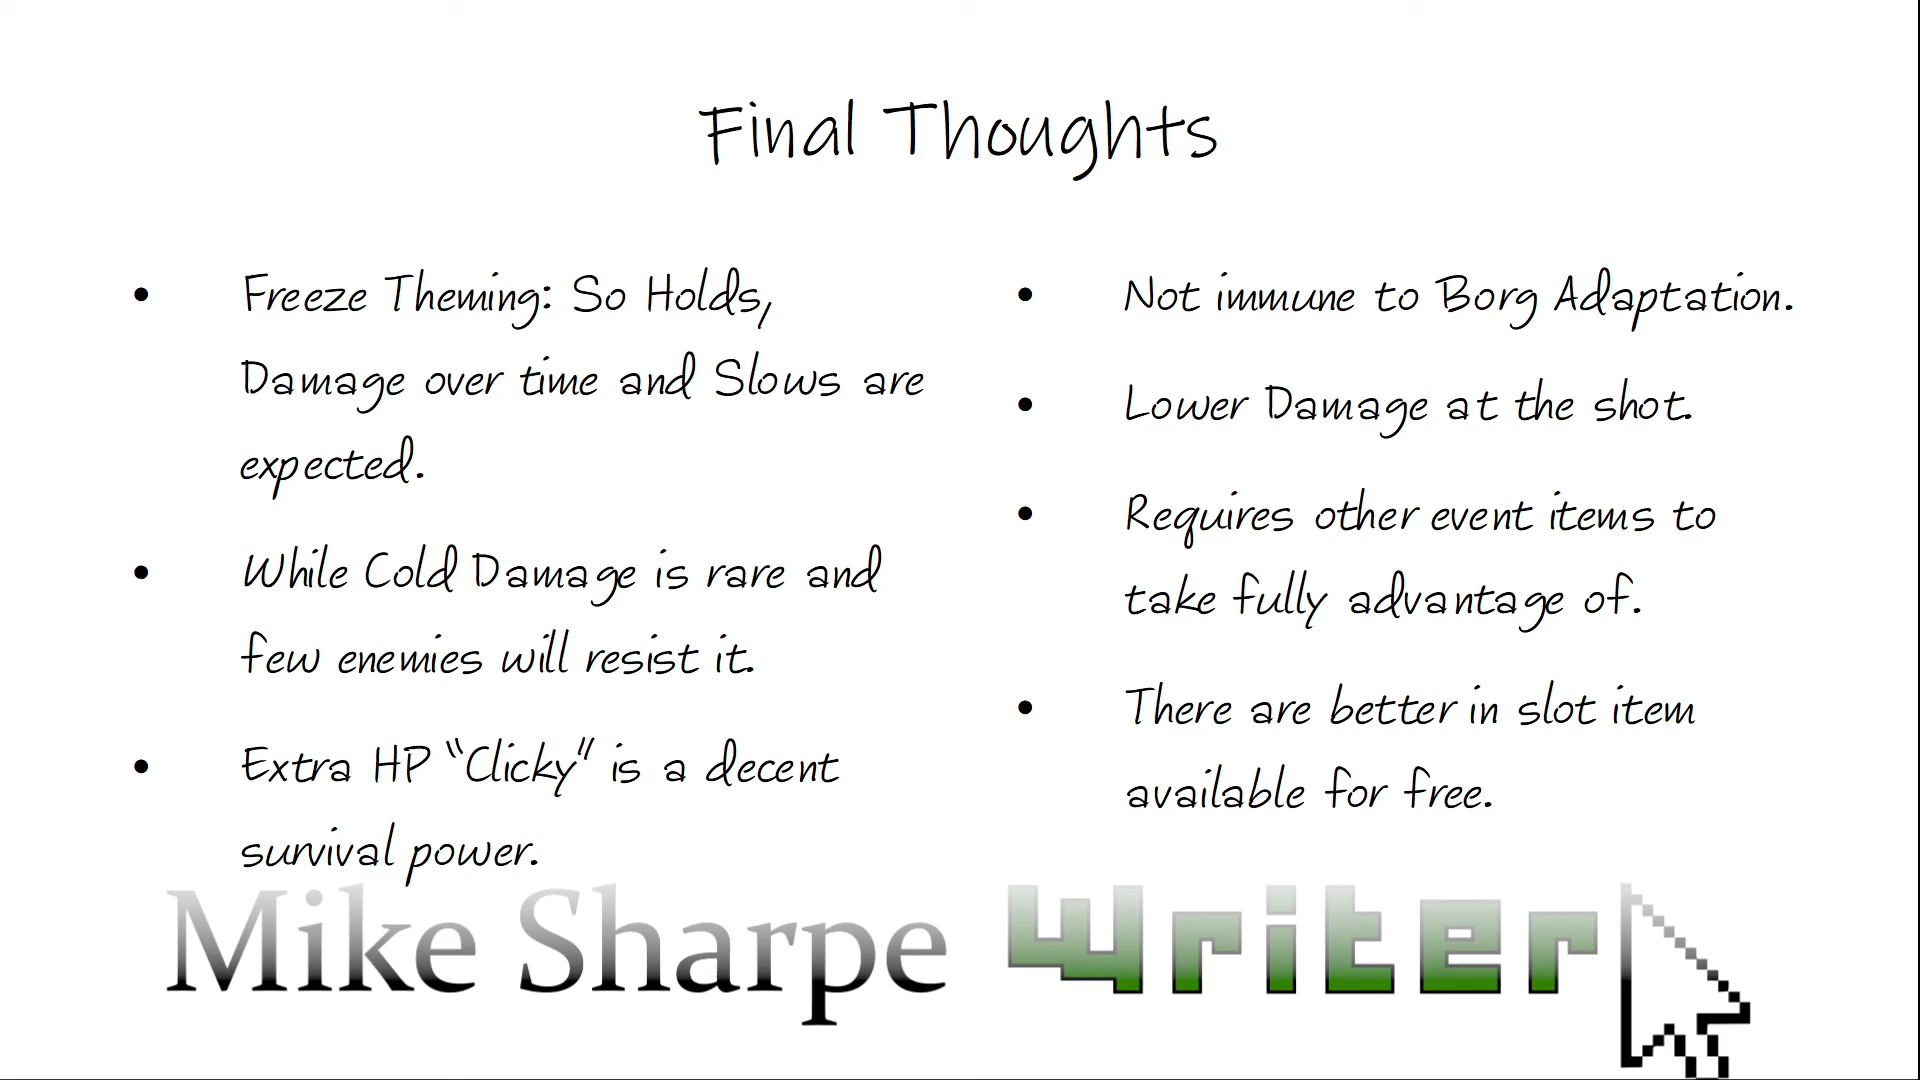 Final Thoughts
• Freeze Theming: So Holds,
Damage over time and Slows are
expected.
• While Cold Damage is rare and
few enemies will resist it.
• Extra HP “Clicky” is a decent
survival power.
• Not immune to Borg Adaptation.
• Lower Damage at the shot.
• Requires other event items to
take fully advantage of.
• There are better in slot item
available for free.
Mike Sharpe Writer